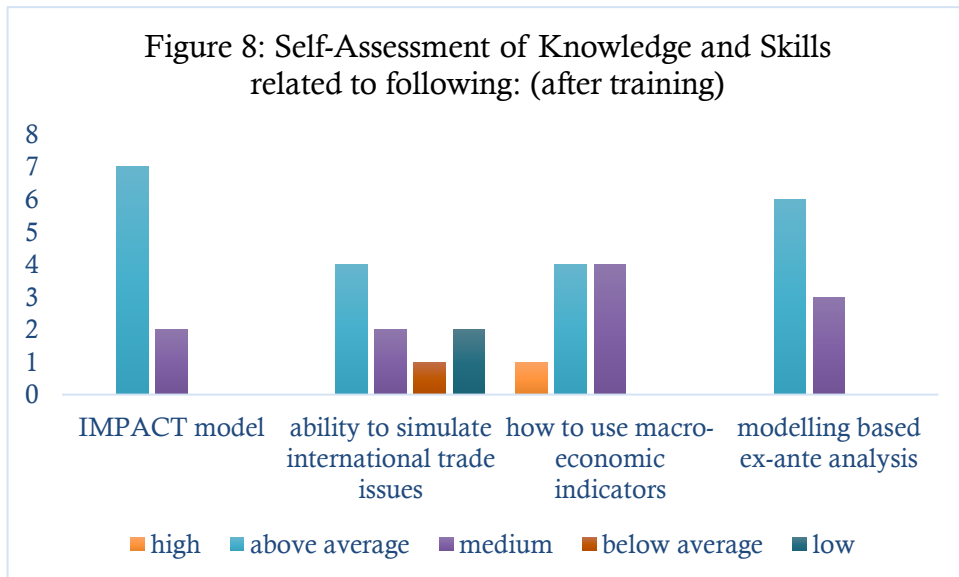 Figure 8: Self-Assessment of Knowledge and Skills
related to following: (after training)
8
7
6
5
4
3
2
1
0
IMPACT model
ability to simulate
international trade
issues
how to use macro-
economic
indicators
modelling based
ex-ante analysis
high above average medium below average low